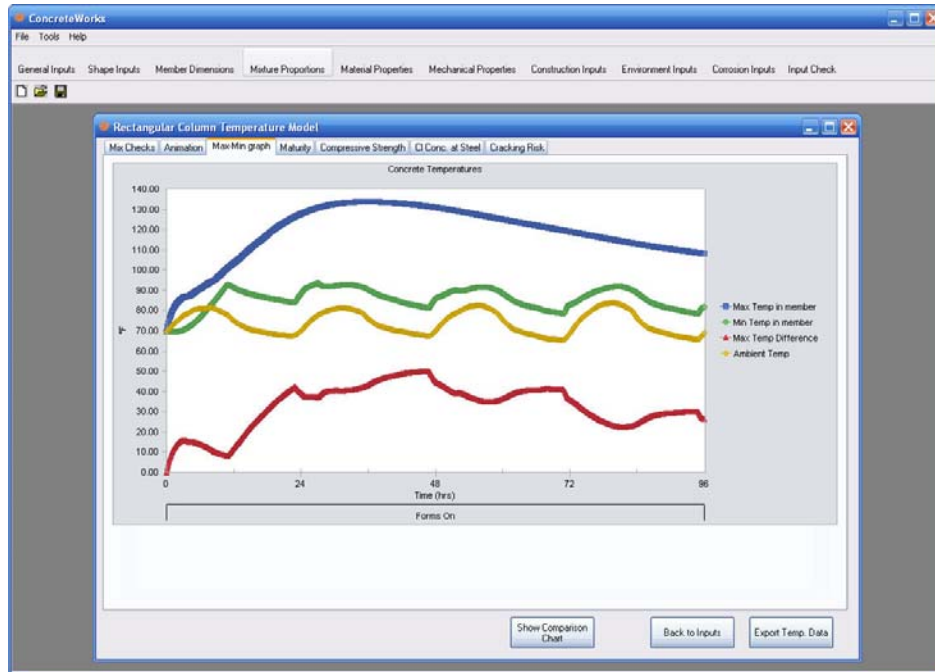 ConcreteWorks
File Tools Help
General Inputs Shape Inputs Member Dimensions Mixture Proportions Material Properties Mechanical Properties Construction Inputs Environment Inputs Corrosion Inputs Input Check
Rectangular Column Temperature Model
Mix Checks Animation Max-Min graph Maturity Compressive Strength Cl Conc. at Steel Cracking Risk
Concrete Temperatures
140.00
130.00
120.00
110.00
100.00
90.00
80.00
70.00
60.00
50.00
40.00
30.00
20.00
10.00
0.00
°F
Max Temp in member
Min Temp in member
Max Temp Difference
Ambient Temp
0 24 48 72 96
Time (hrs)
Forms On
Show Comparison
Chart
Back to Inputs
Export Temp. Data